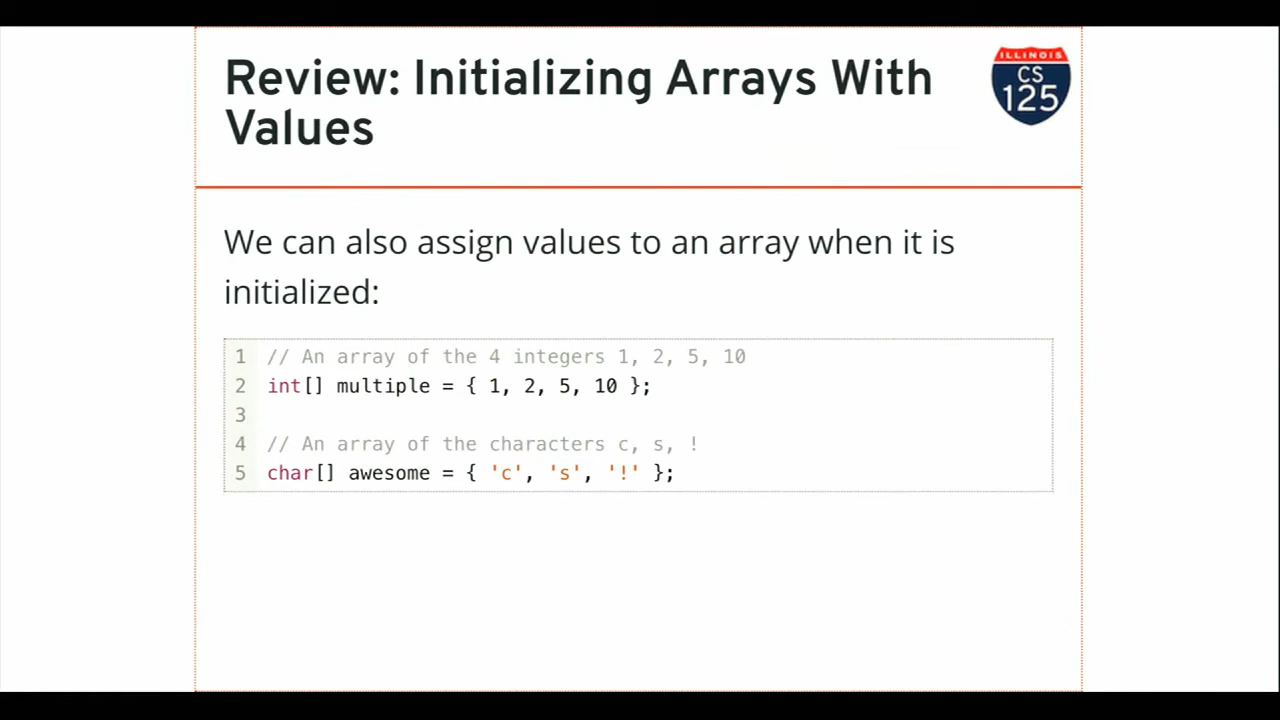 Review: Initializing Arrays With
Values
ILLINOIS
CS
125
We can also assign values to an array when it is
initialized:
1 // An array of the 4 integers 1, 2, 5, 10
2 int[] multiple = { 1, 2, 5, 10 };
3
4 // An array of the characters c, s, !
5 char[] awesome = { 'c', 's', '!' };